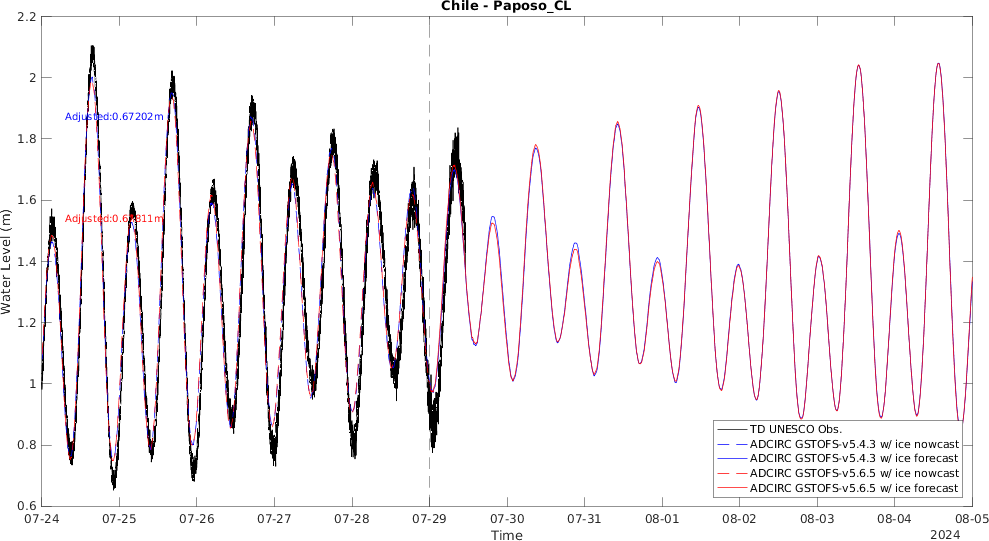 Chile - Paposo_CL
2.2
2
1.8
1.6
1.4
1.2
1
0.8
0.6
Water Level (m)
Adjusted:0.67202m
07-24
07-25
07-26
07-27
07-28
07-29
07-30
07-31
08-01
08-02
08-03
08-04
08-05
Time
2024
TD UNESCO Obs.
ADCIRC GSTOFS-v5.4.3 w/ ice nowcast
ADCIRC GSTOFS-v5.4.3 w/ ice forecast
ADCIRC GSTOFS-v5.6.5 w/ ice nowcast
ADCIRC GSTOFS-v5.6.5 w/ ice forecast